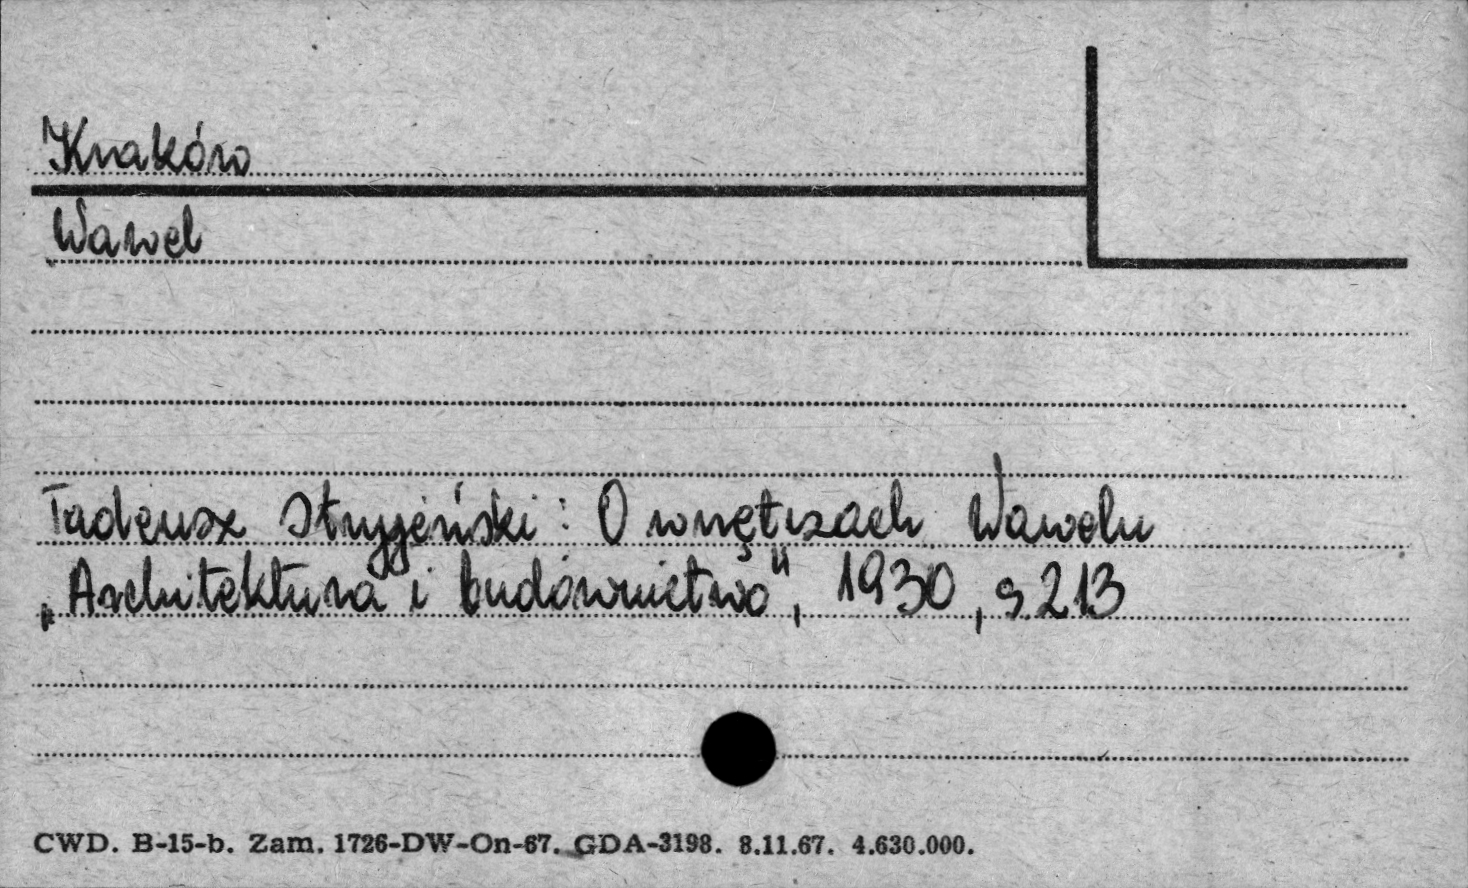 Kraków
Wawel
Tadeusz Stryjeński: O wnętrzach Wawelu
„Architektura i budownictwo", 1930, s. 213
CWD. B-15-b. Zam. 1726-DW-On-67. GDA-3198. 8.11.67. 4.630.000.